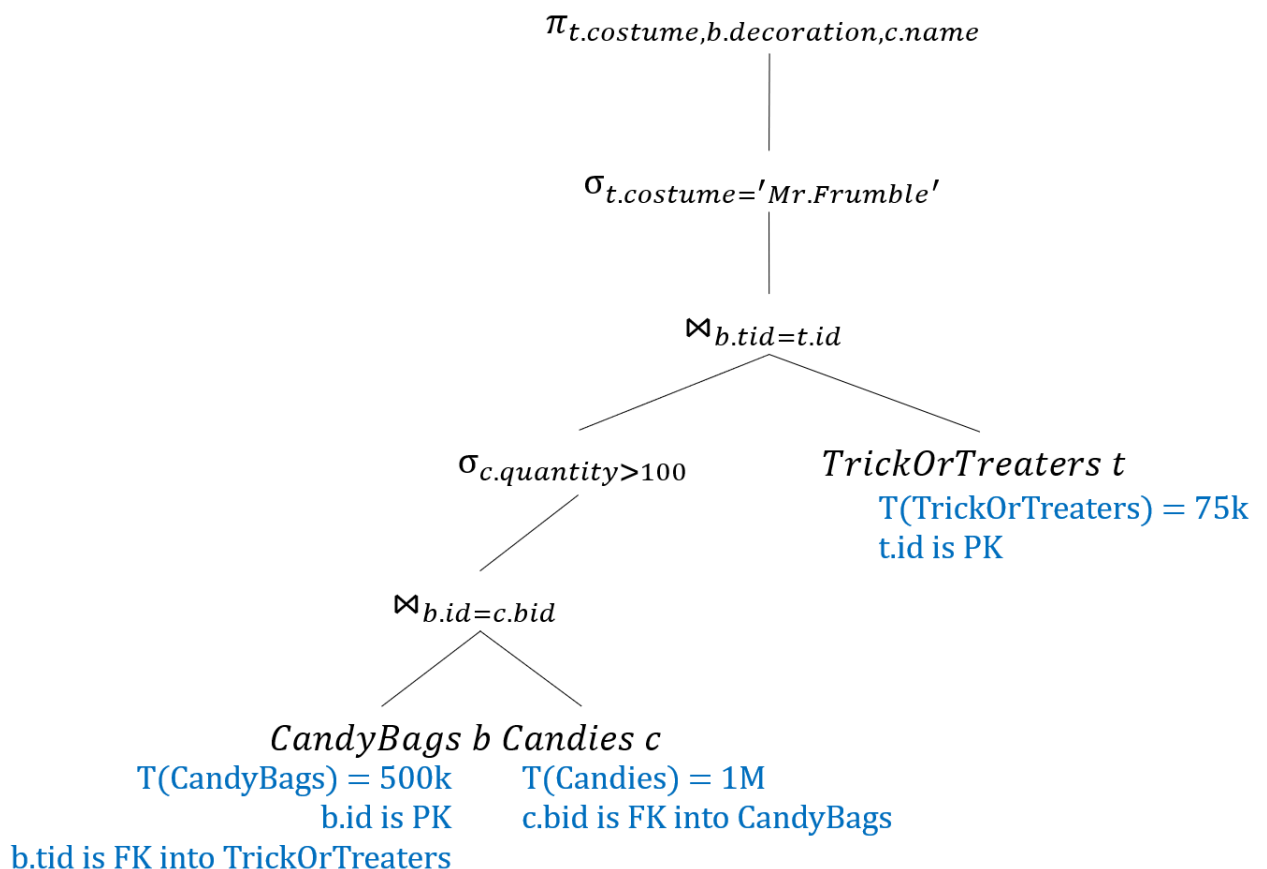 π t.costume,b.decoration,c.name
σ t.costume='Mr.Frumble'
⋈ b.tid=t.id
σ c.quantity>100
TrickOrTreaters t
T(TrickOrTreaters) = 75k
t.id is PK
⋈ b.id=c.bid
CandyBags b Candies c
T(CandyBags) = 500k
T(Candies) = 1M
b.id is PK
c.bid is FK into CandyBags
b.tid is FK into TrickOrTreaters